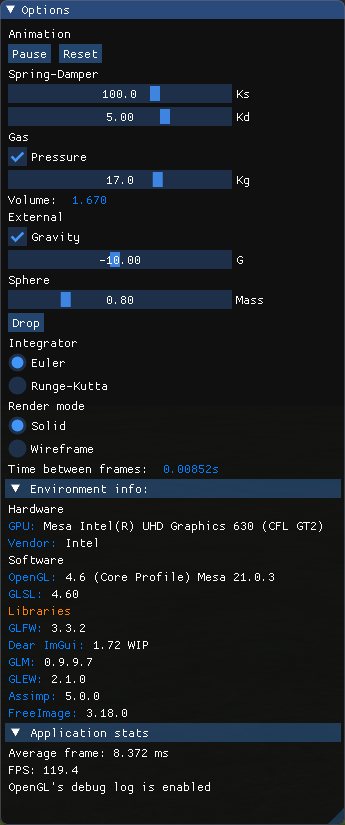 Options
Animation
Pause Reset
Spring-Damper
100.0 Ks
5.00 Kd
Gas
Pressure
17.0 Kg
Volume: 1.670
External
Gravity
-10.00 G
Sphere
0.80 Mass
Drop
Integrator
Euler
Runge-Kutta
Render mode
Solid
Wireframe
Time between frames: 0.00852s
Environment info:
Hardware
GPU: Mesa Intel(R) UHD Graphics 630 (CFL GT2)
Vendor: Intel
Software
OpenGL: 4.6 (Core Profile) Mesa 21.0.3
GLSL: 4.60
Libraries
GLFW: 3.3.2
Dear ImGui: 1.72 WIP
GLM: 0.9.9.7
GLEW: 2.1.0
Assimp: 5.0.0
FreeImage: 3.18.0
Application stats
Average frame: 8.372 ms
FPS: 119.4
OpenGL's debug log is enabled